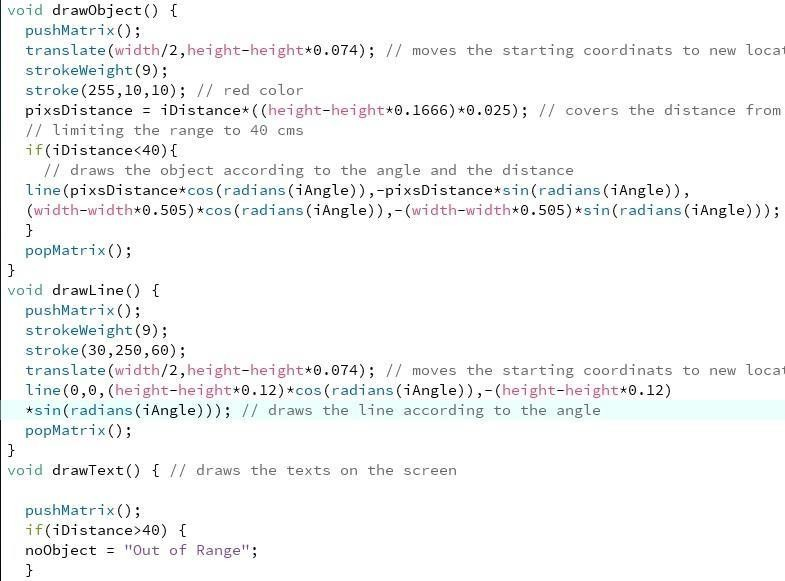 void drawObject() {
  pushMatrix();
  translate(width/2,height-height*0.074); // moves the starting coordinats to new locat
  strokeWeight(9);
  stroke(255,10,10); // red color
  pixsDistance = iDistance*((height-height*0.1666)*0.025); // covers the distance from
  // limiting the range to 40 cms
  if(iDistance<40){
    // draws the object according to the angle and the distance
  line(pixsDistance*cos(radians(iAngle)),-pixsDistance*sin(radians(iAngle)),
  (width-width*0.505)*cos(radians(iAngle)),-(width-width*0.505)*sin(radians(iAngle)));
  }
  popMatrix();
}
void drawLine() {
  pushMatrix();
  strokeWeight(9);
  stroke(30,250,60);
  translate(width/2,height-height*0.074); // moves the starting coordinats to new locat
  line(0,0,(height-height*0.12)*cos(radians(iAngle)),-(height-height*0.12)
  *sin(radians(iAngle))); // draws the line according to the angle
  popMatrix();
}
void drawText() { // draws the texts on the screen

  pushMatrix();
  if(iDistance>40) {
  noObject = "Out of Range";
  }